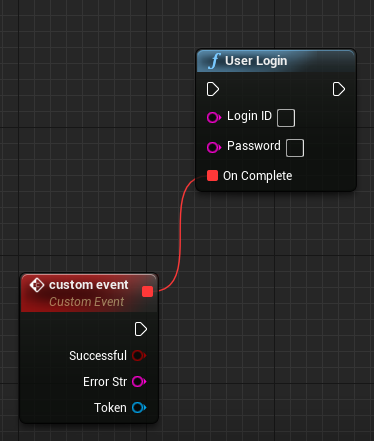 f User Login
Login ID
Password
On Complete
custom event
Custom Event
Successful
Error Str
Token